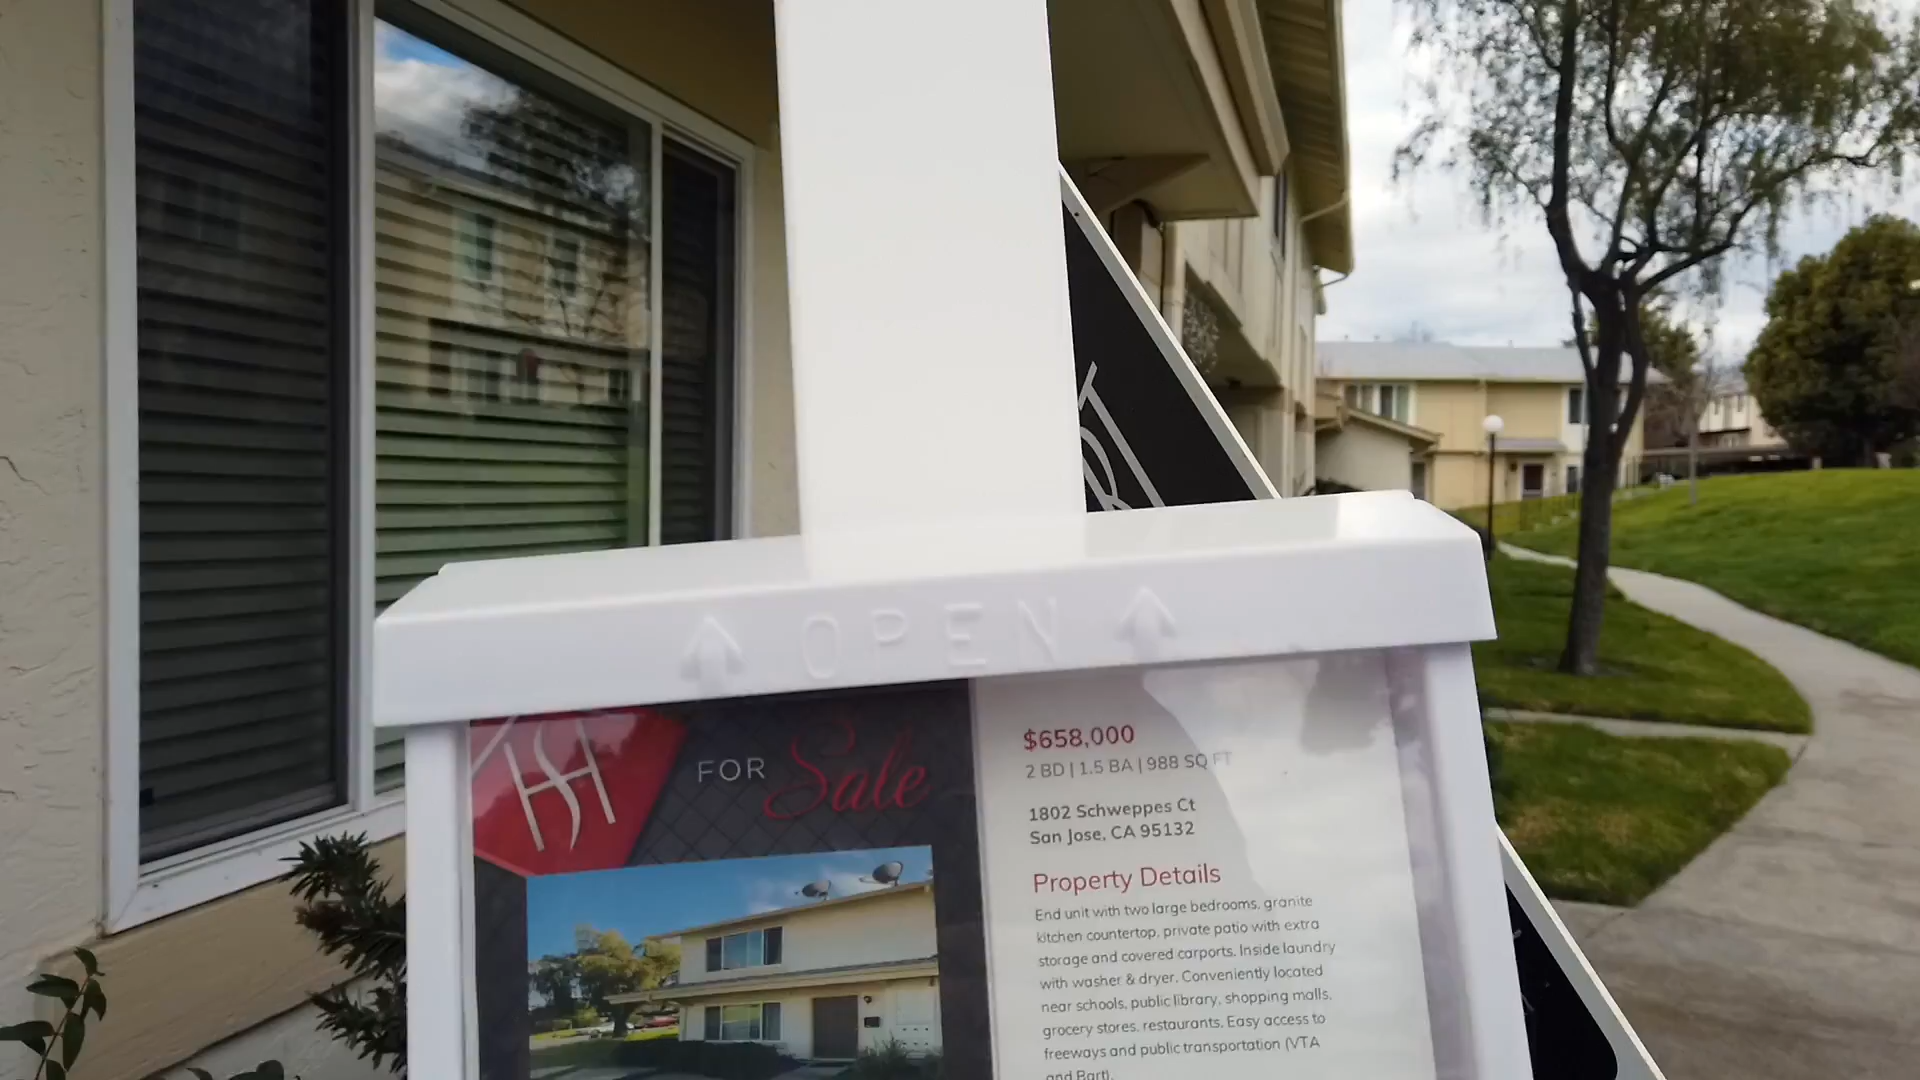 OPEN
HSH
FOR Sale
$658,000
2 BD | 1.5 BA | 988 SQ FT
1802 Schweppes Ct
San Jose, CA 95132
Property Details
End unit with two large bedrooms, granite
kitchen countertop, private patio with extra
storage and covered carports. Inside laundry
with washer & dryer. Conveniently located
near schools, public library, shopping malls,
grocery stores, restaurants. Easy access to
freeways and public transportation (VTA
and Bart).